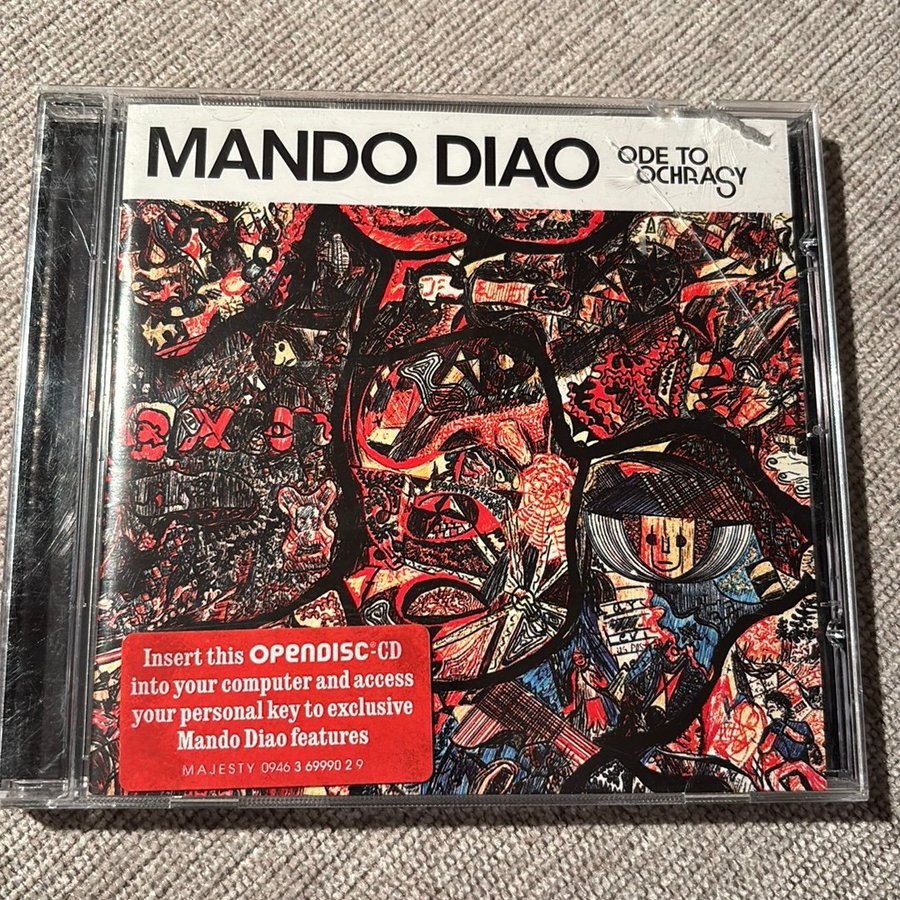 MANDO DIAO
ODE TO
OCHRASY
Insert this OPENDISC CD
into your computer and access
your personal key to exclusive
Mando Diao features
MAJESTY 0946 3 69990 2 9